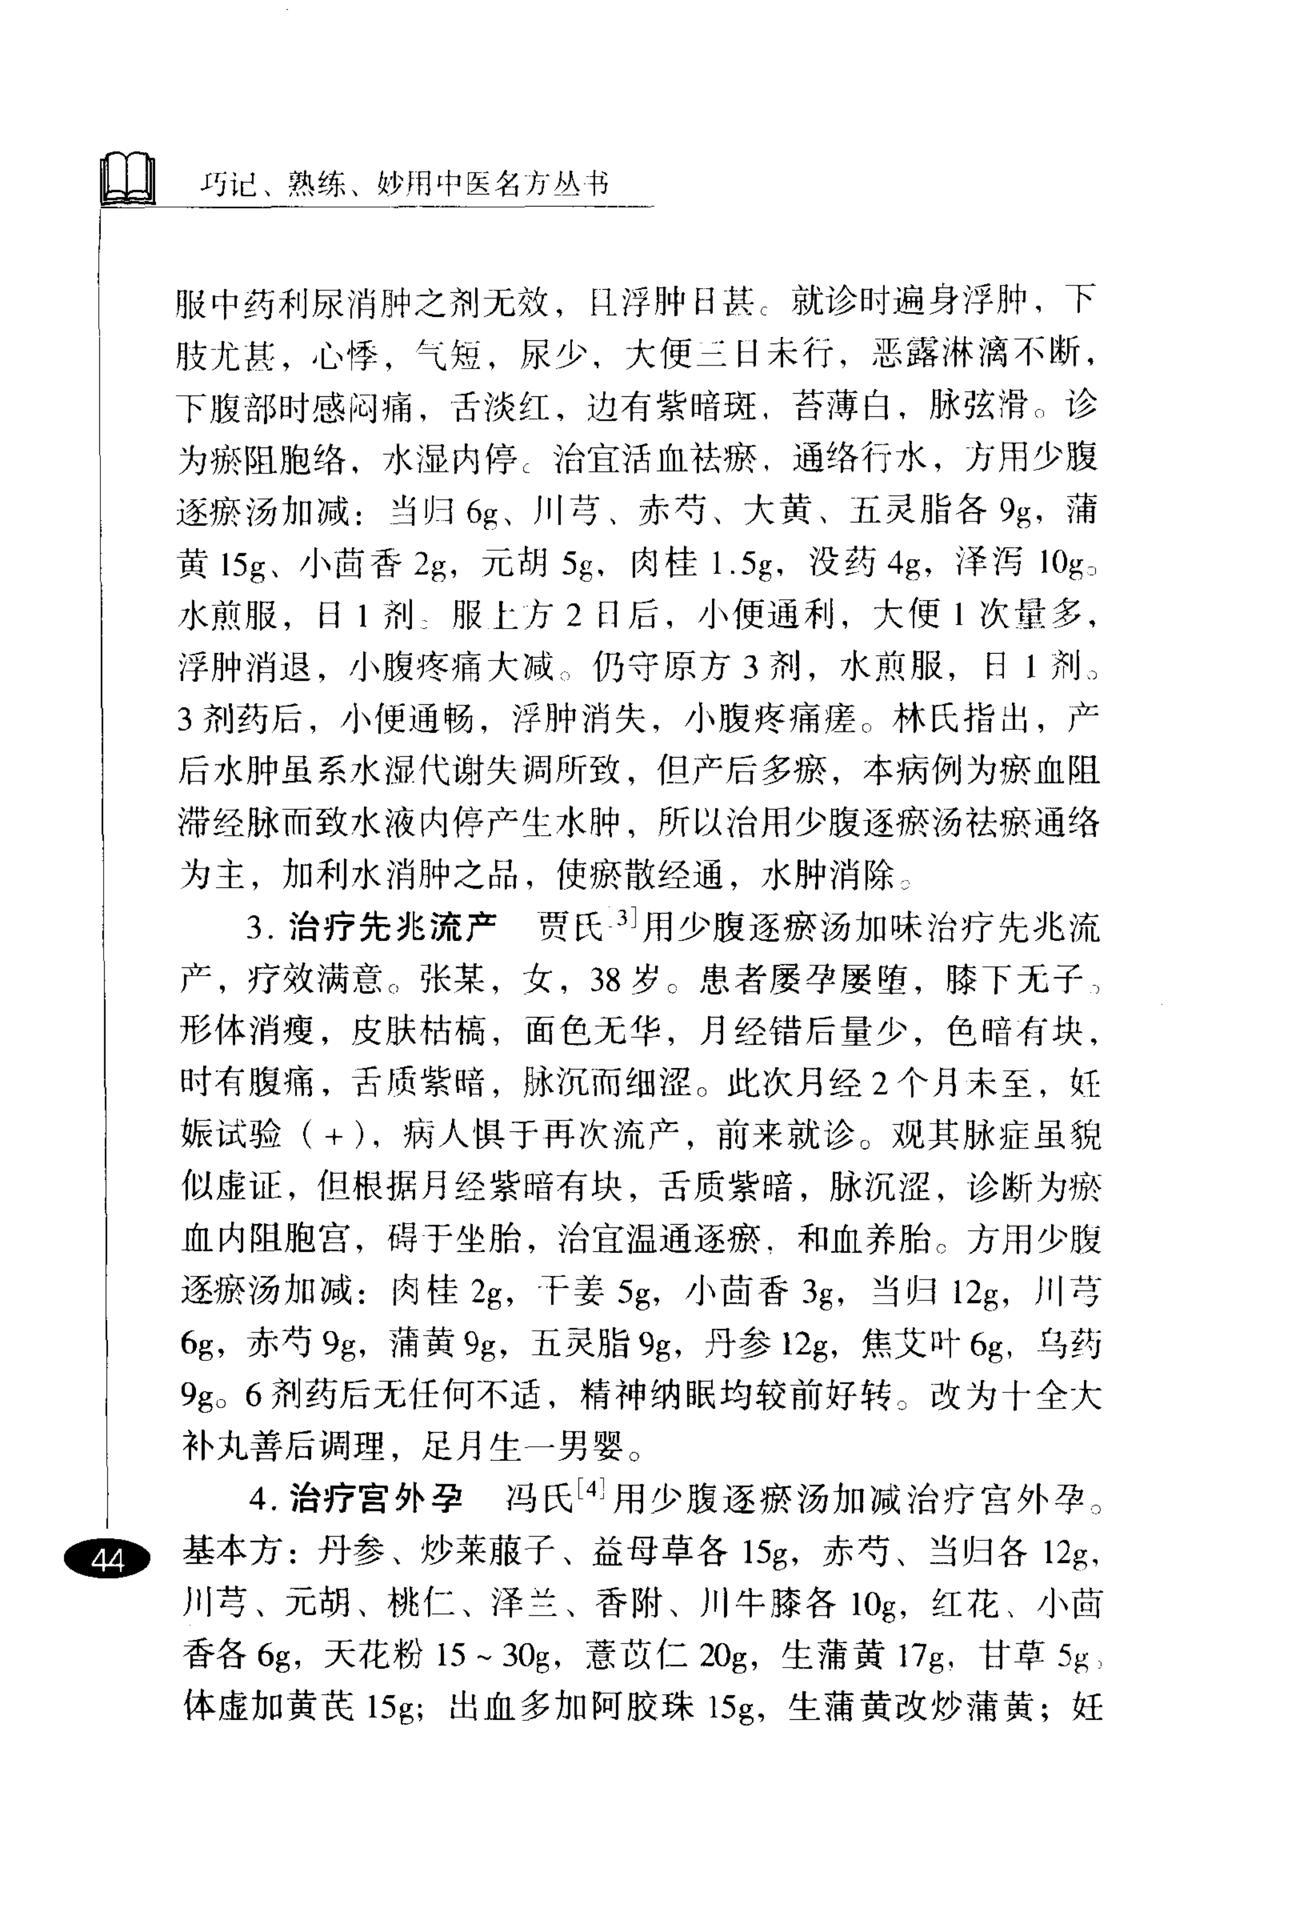 巧记、熟练、妙用中医名方丛书
服中药利尿消肿之剂无效，且浮肿日甚。就诊时遍身浮肿，下
肢尤甚，心悸，气短，尿少，大便三日未行，恶露淋漓不断，
下腹部时感闷痛，舌淡红，边有紫暗斑，苔薄白，脉弦滑。诊
为瘀阻胞络，水湿内停。治宜活血祛瘀，通络行水，方用少腹
逐瘀汤加减：当归 6g、川芎、赤芍、大黄、五灵脂各 9g，蒲
黄 15g、小茴香 2g，元胡 5g，肉桂 1.5g，没药 4g，泽泻 10g。
水煎服，日 1 剂。服上方 2 日后，小便通利，大便 1 次量多，
浮肿消退，小腹疼痛大减。仍守原方 3 剂，水煎服，日 1 剂。
3 剂药后，小便通畅，浮肿消失，小腹疼痛瘥。林氏指出，产
后水肿虽系水湿代谢失调所致，但产后多瘀，本病例为瘀血阻
滞经脉而致水液内停产生水肿，所以治用少腹逐瘀汤祛瘀通络
为主，加利水消肿之品，使瘀散经通，水肿消除。
3. 治疗先兆流产　贾氏[3]用少腹逐瘀汤加味治疗先兆流
产，疗效满意。张某，女，38 岁。患者屡孕屡堕，膝下无子。
形体消瘦，皮肤枯槁，面色无华，月经错后量少，色暗有块，
时有腹痛，舌质紫暗，脉沉而细涩。此次月经 2 个月未至，妊
娠试验（+），病人惧于再次流产，前来就诊。观其脉症虽貌
似虚证，但根据月经紫暗有块，舌质紫暗，脉沉涩，诊断为瘀
血内阻胞宫，碍于坐胎，治宜温通逐瘀，和血养胎。方用少腹
逐瘀汤加减：肉桂 2g，干姜 5g，小茴香 3g，当归 12g，川芎
6g，赤芍 9g，蒲黄 9g，五灵脂 9g，丹参 12g，焦艾叶 6g，乌药
9g。6 剂药后无任何不适，精神纳眠均较前好转。改为十全大
补丸善后调理，足月生一男婴。
4. 治疗宫外孕　冯氏[4]用少腹逐瘀汤加减治疗宫外孕。
基本方：丹参、炒莱菔子、益母草各 15g，赤芍、当归各 12g，
川芎、元胡、桃仁、泽兰、香附、川牛膝各 10g，红花、小茴
香各 6g，天花粉 15 ~ 30g，薏苡仁 20g，生蒲黄 17g，甘草 5g，
体虚加黄芪 15g；出血多加阿胶珠 15g，生蒲黄改炒蒲黄；妊
44